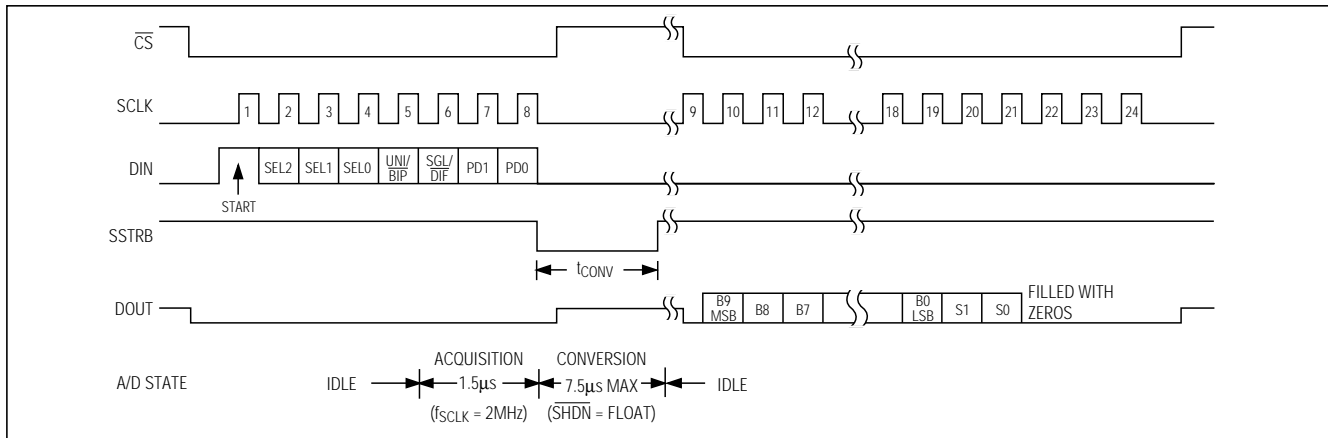 CS
SCLK 1 2 3 4 5 6 7 8 9 10 11 12 18 19 20 21 22 23 24
DIN SEL2 SEL1 SEL0 UNI/BIP SGL/DIF PD1 PD0
START
SSTRB
tCONV
DOUT B9 MSB B8 B7 B0 LSB S1 S0 FILLED WITH ZEROS
ACQUISITION CONVERSION
A/D STATE IDLE 1.5µs 7.5µs MAX IDLE
(fSCLK = 2MHz) (SHDN = FLOAT)